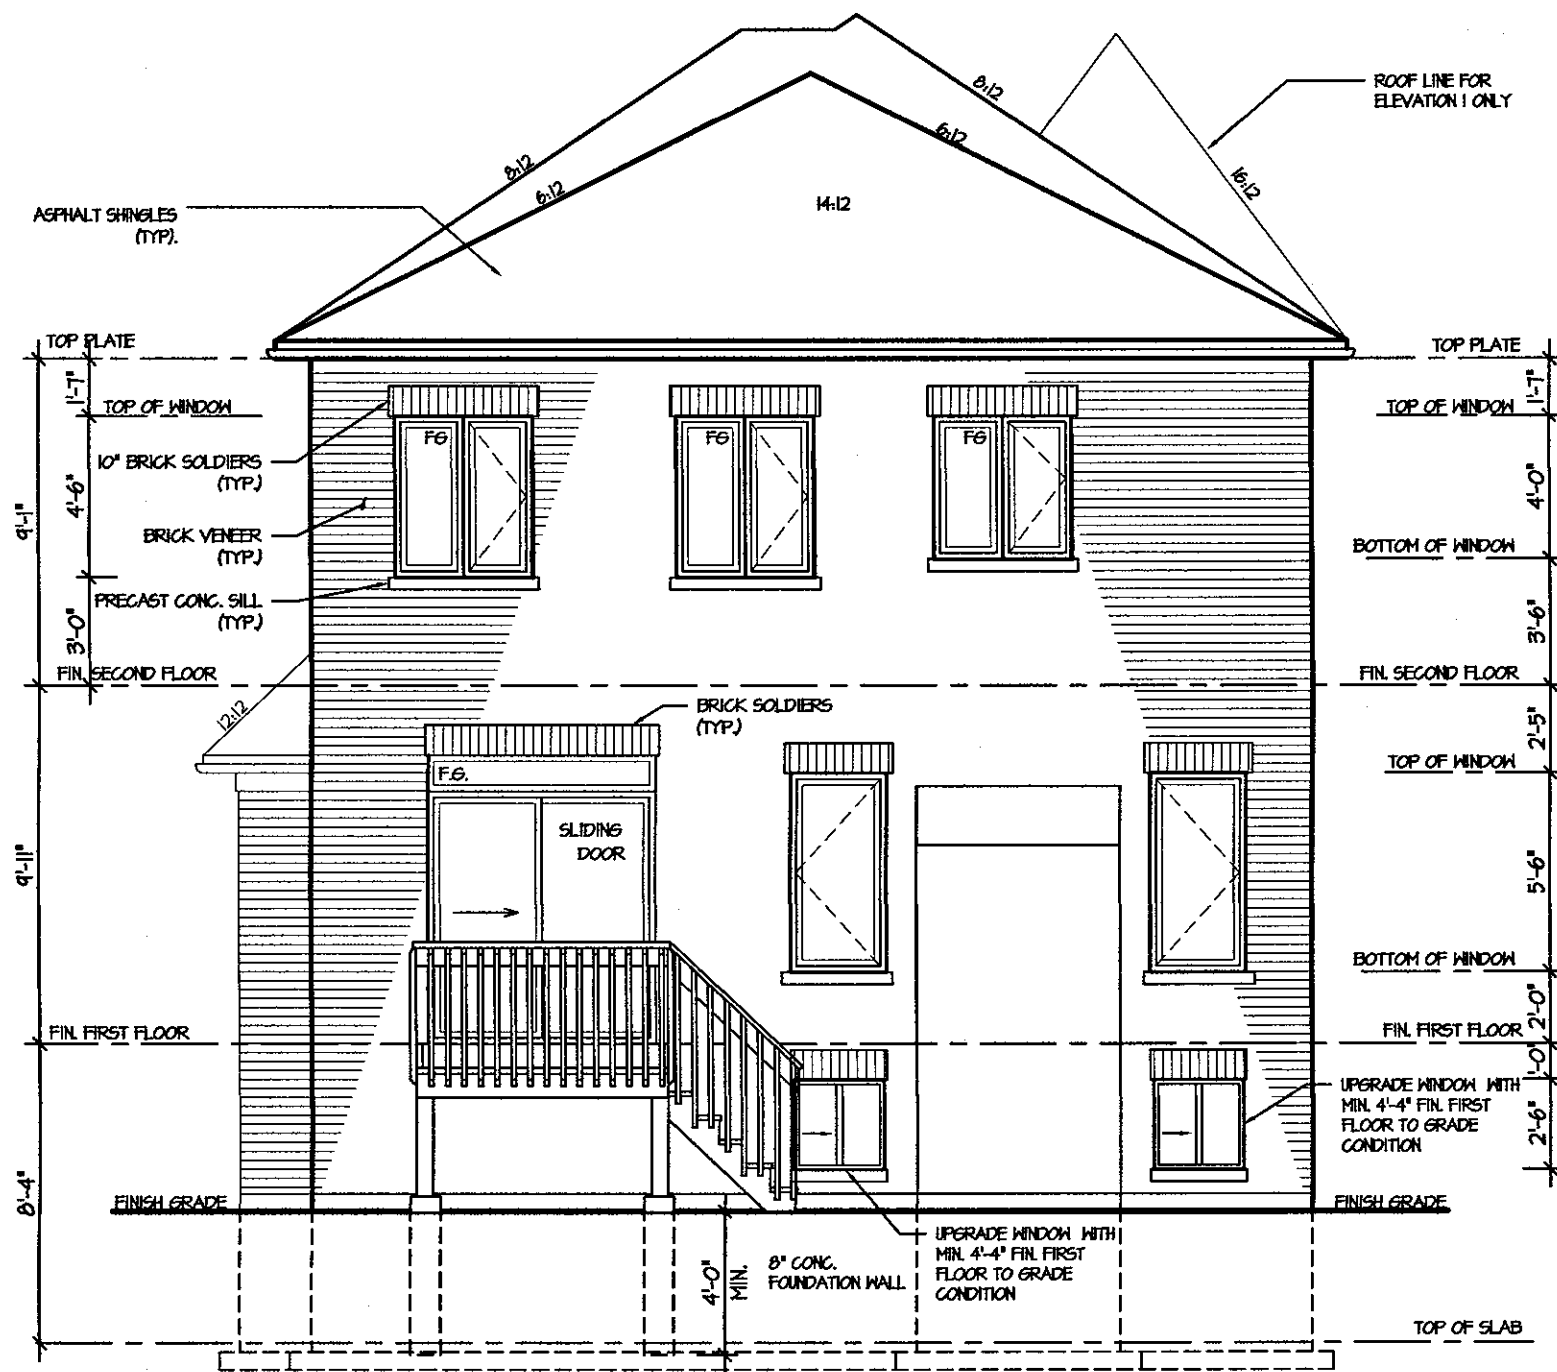 ROOF LINE FOR
ELEVATION 1 ONLY
8:12
8:12
6:12
6:12
16:12
14:12
ASPHALT SHINGLES
(TYP).
TOP PLATE
TOP PLATE
1'-7"
1'-7"
TOP OF WINDOW
TOP OF WINDOW
FG
FG
FG
10" BRICK SOLDIERS
(TYP.)
4'-6"
4'-0"
9'-1"
BRICK VENEER
(TYP.)
BOTTOM OF WINDOW
PRECAST CONC. SILL
(TYP.)
3'-0"
3'-6"
FIN. SECOND FLOOR
FIN. SECOND FLOOR
12:12
BRICK SOLDIERS
(TYP.)
2'-5"
TOP OF WINDOW
F.G.
SLIDING
DOOR
9'-11"
5'-6"
BOTTOM OF WINDOW
2'-0"
FIN. FIRST FLOOR
FIN. FIRST FLOOR
1'-0"
UPGRADE WINDOW WITH
MIN. 4'-4" FIN. FIRST
FLOOR TO GRADE
CONDITION
2'-6"
8'-4"
FINISH GRADE
FINISH GRADE
4'-0"
MIN.
8" CONC.
FOUNDATION WALL
UPGRADE WINDOW WITH
MIN. 4'-4" FIN. FIRST
FLOOR TO GRADE
CONDITION
TOP OF SLAB